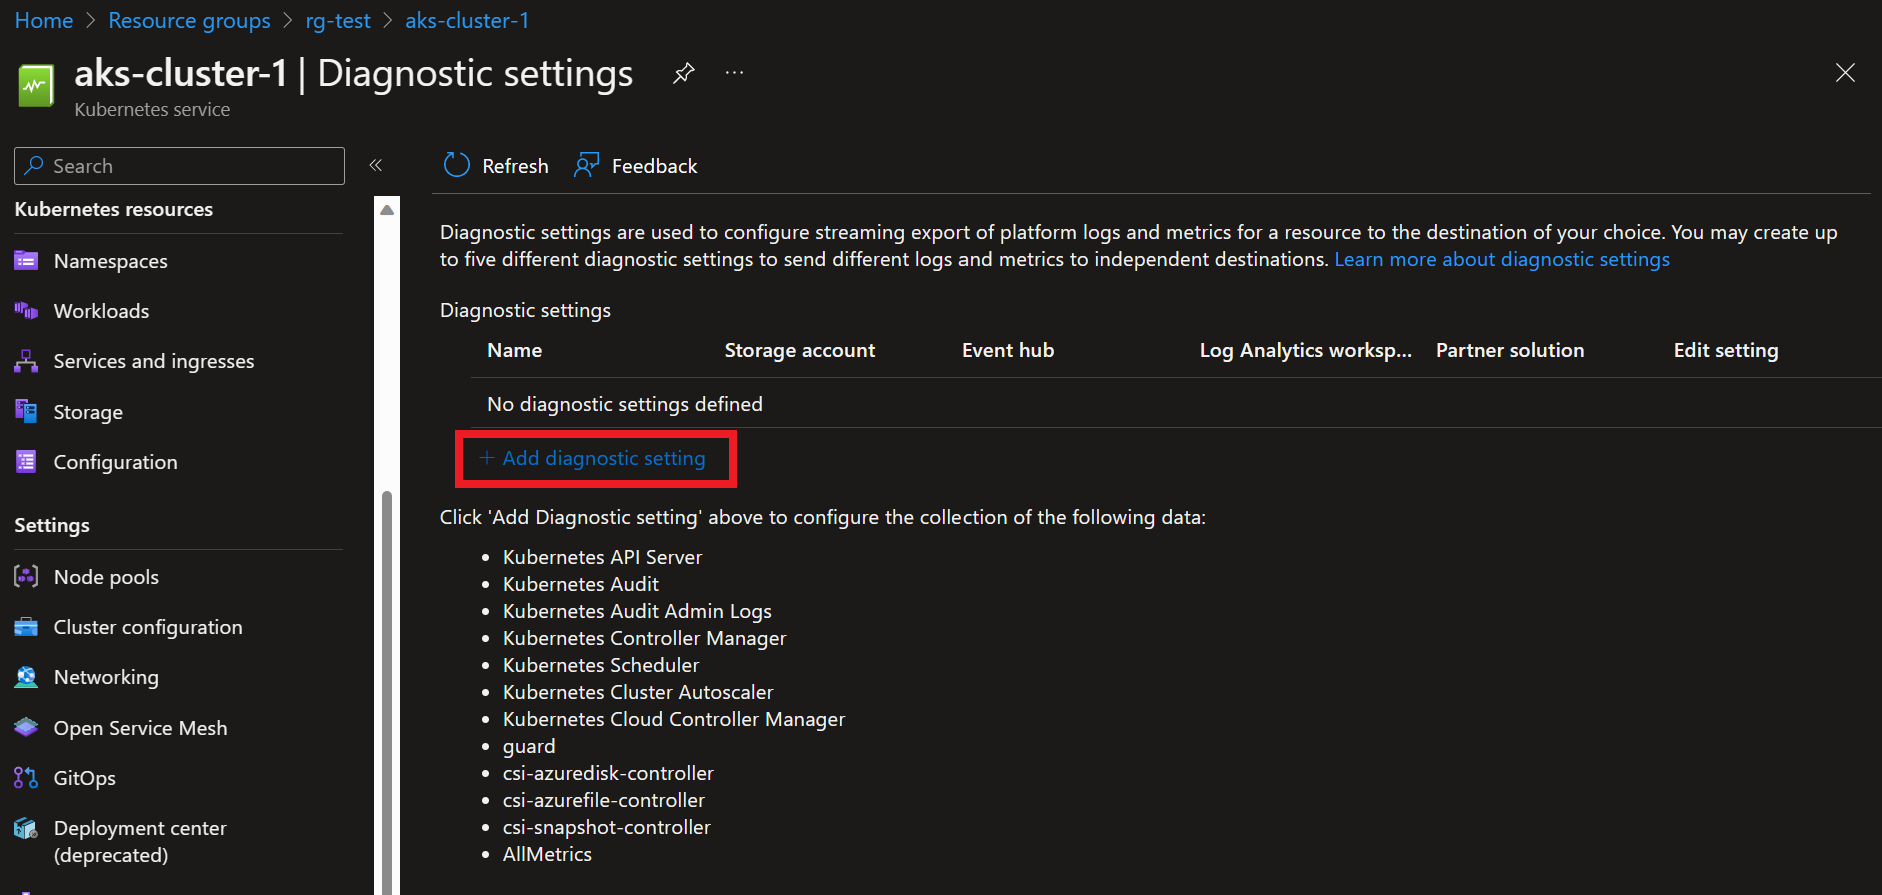 Home > Resource groups > rg-test > aks-cluster-1
aks-cluster-1 | Diagnostic settings
Kubernetes service
Search
Kubernetes resources
Namespaces
Workloads
Services and ingresses
Storage
Configuration
Settings
Node pools
Cluster configuration
Networking
Open Service Mesh
GitOps
Deployment center
(deprecated)
Refresh Feedback
Diagnostic settings are used to configure streaming export of platform logs and metrics for a resource to the destination of your choice. You may create up
to five different diagnostic settings to send different logs and metrics to independent destinations. Learn more about diagnostic settings
Diagnostic settings
Name Storage account Event hub Log Analytics worksp... Partner solution Edit setting
No diagnostic settings defined
+ Add diagnostic setting
Click 'Add Diagnostic setting' above to configure the collection of the following data:
• Kubernetes API Server
• Kubernetes Audit
• Kubernetes Audit Admin Logs
• Kubernetes Controller Manager
• Kubernetes Scheduler
• Kubernetes Cluster Autoscaler
• Kubernetes Cloud Controller Manager
• guard
• csi-azuredisk-controller
• csi-azurefile-controller
• csi-snapshot-controller
• AllMetrics